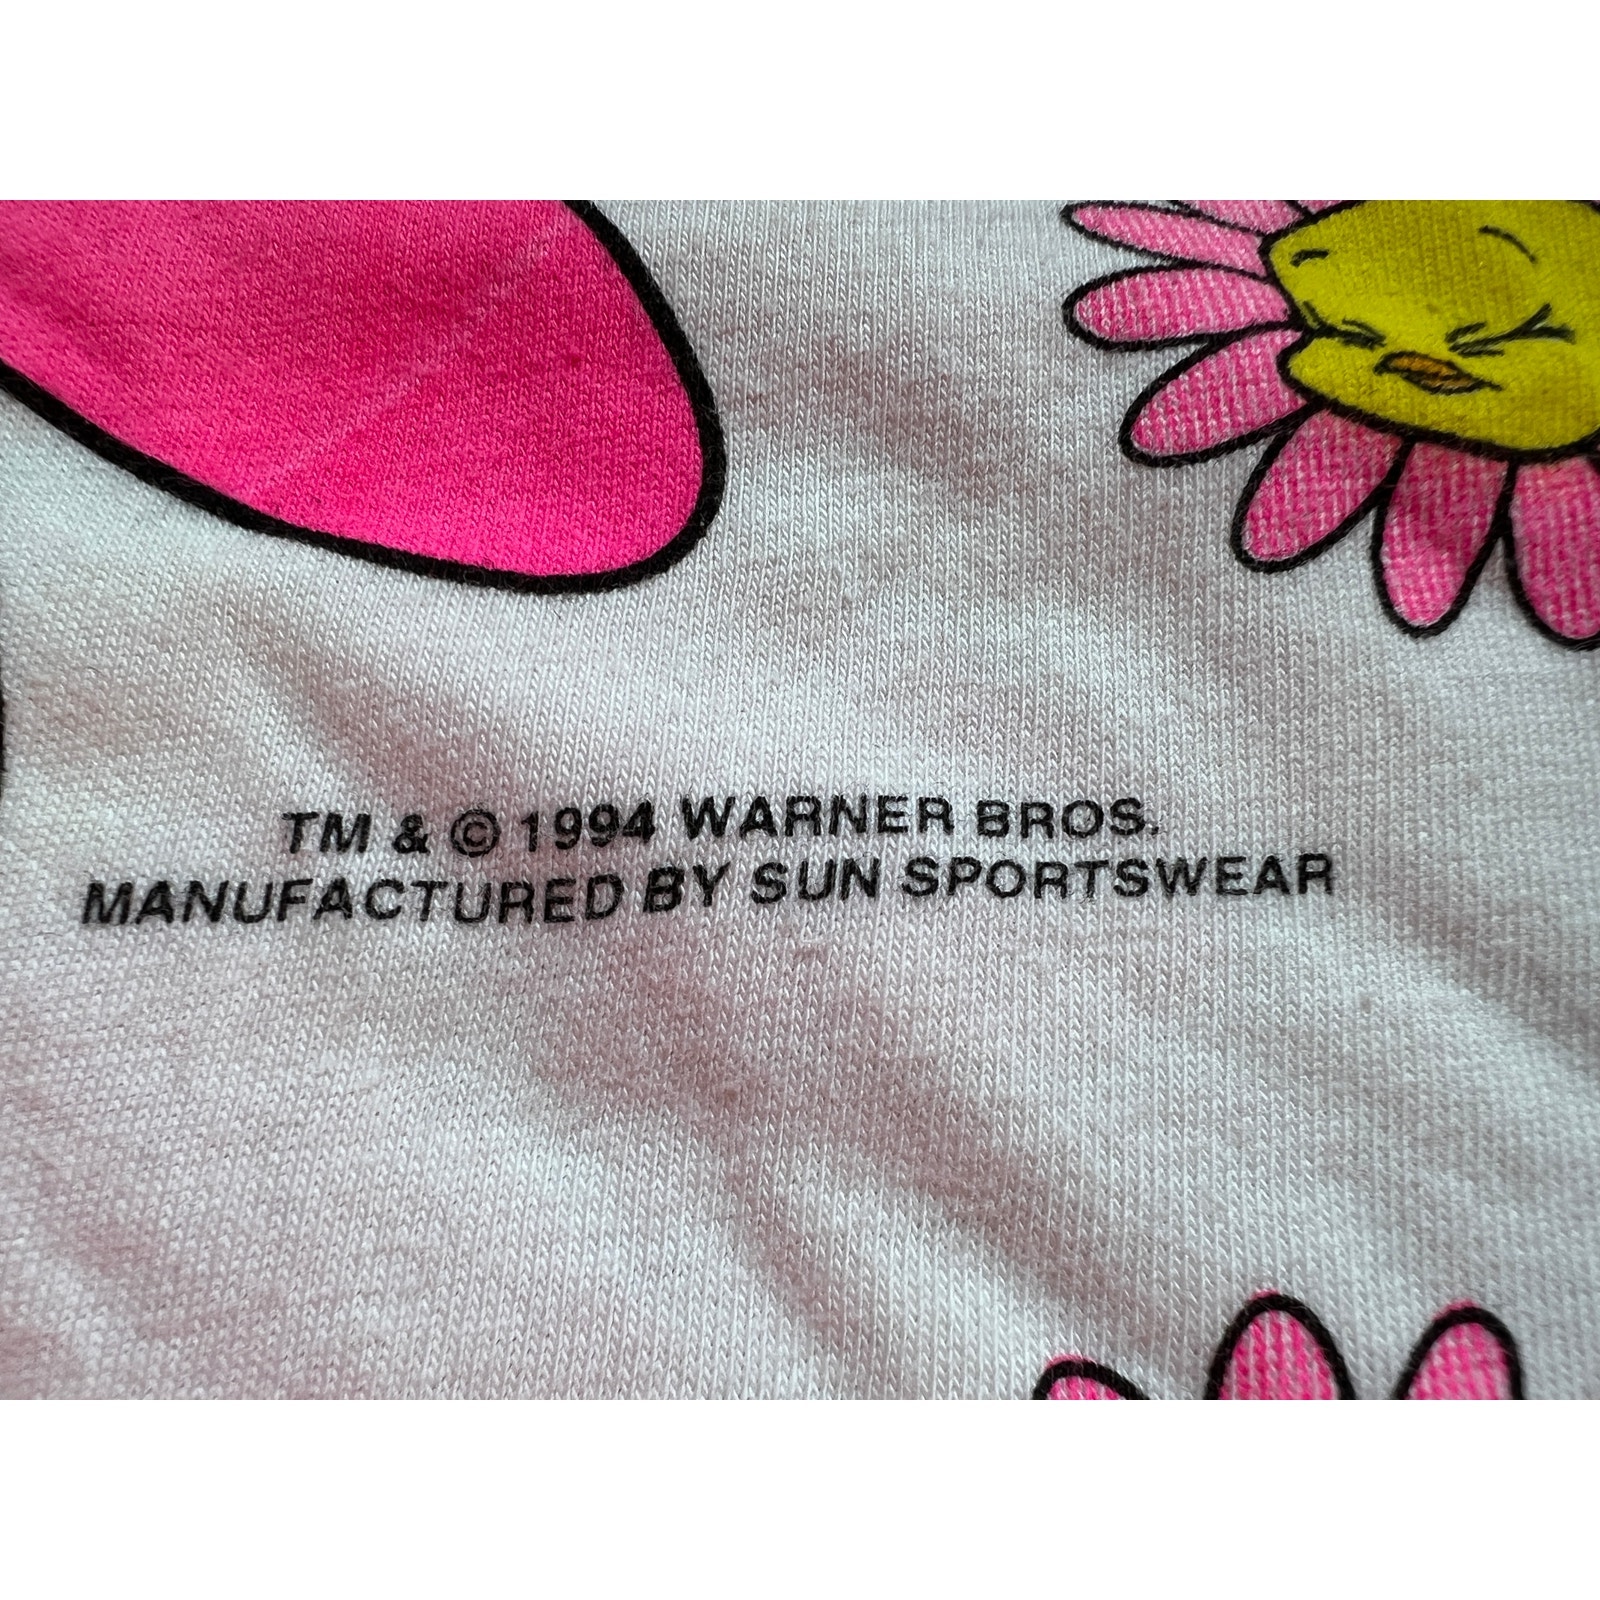 TM & © 1994 WARNER BROS.
MANUFACTURED BY SUN SPORTSWEAR